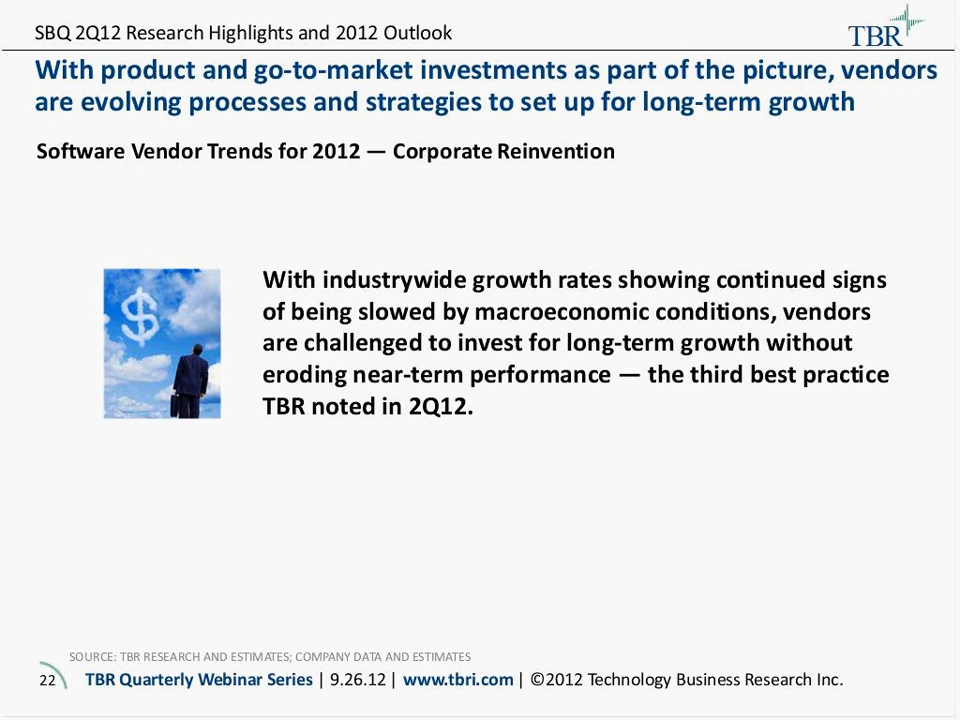 SBQ 2Q12 Research Highlights and 2012 Outlook
TBR
With product and go-to-market investments as part of the picture, vendors
are evolving processes and strategies to set up for long-term growth
Software Vendor Trends for 2012 — Corporate Reinvention
$
With industrywide growth rates showing continued signs
of being slowed by macroeconomic conditions, vendors
are challenged to invest for long-term growth without
eroding near-term performance — the third best practice
TBR noted in 2Q12.
SOURCE: TBR RESEARCH AND ESTIMATES; COMPANY DATA AND ESTIMATES
22 TBR Quarterly Webinar Series | 9.26.12 | www.tbri.com | ©2012 Technology Business Research Inc.